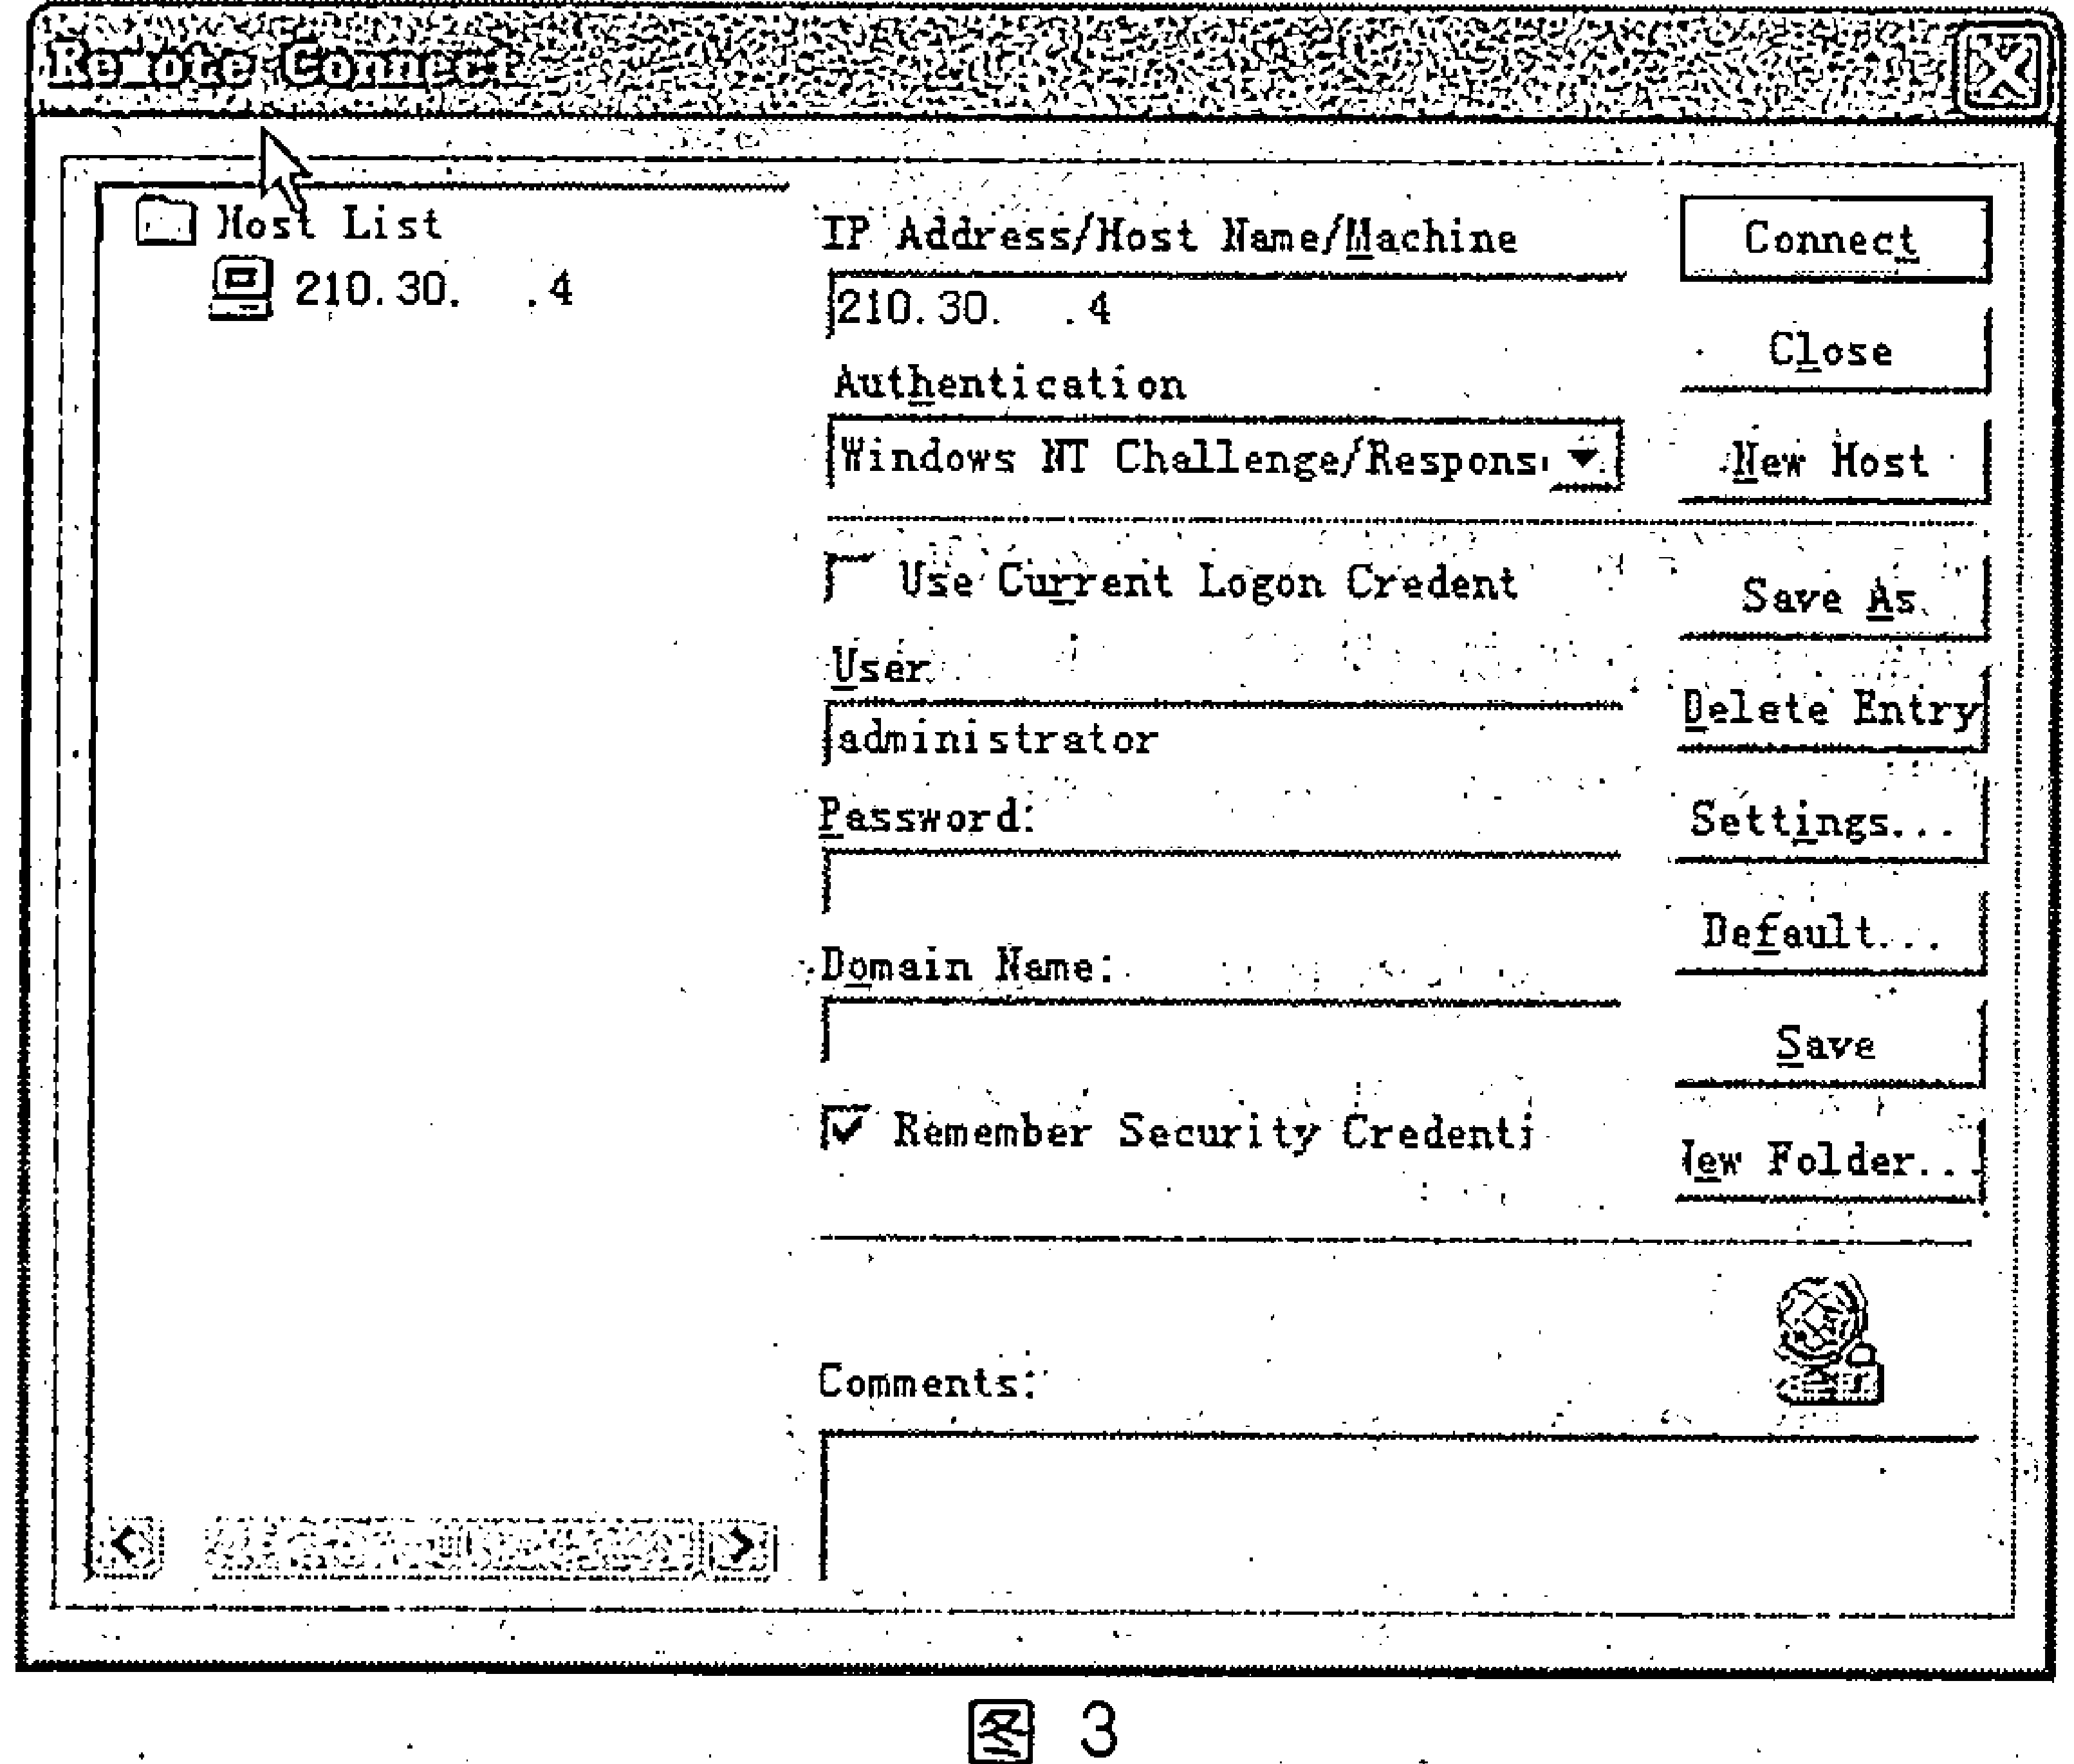 Remote Connect
Host List
210.30.   .4
IP Address/Host Name/Machine
210.30.   .4
Authentication
Windows NT Challenge/Respons
Use Current Logon Credent
User
administrator
Password:
Domain Name:
Remember Security Credenti
Comments:
Connect
Close
New Host
Save As
Delete Entry
Settings...
Default...
Save
ew Folder...
图 3